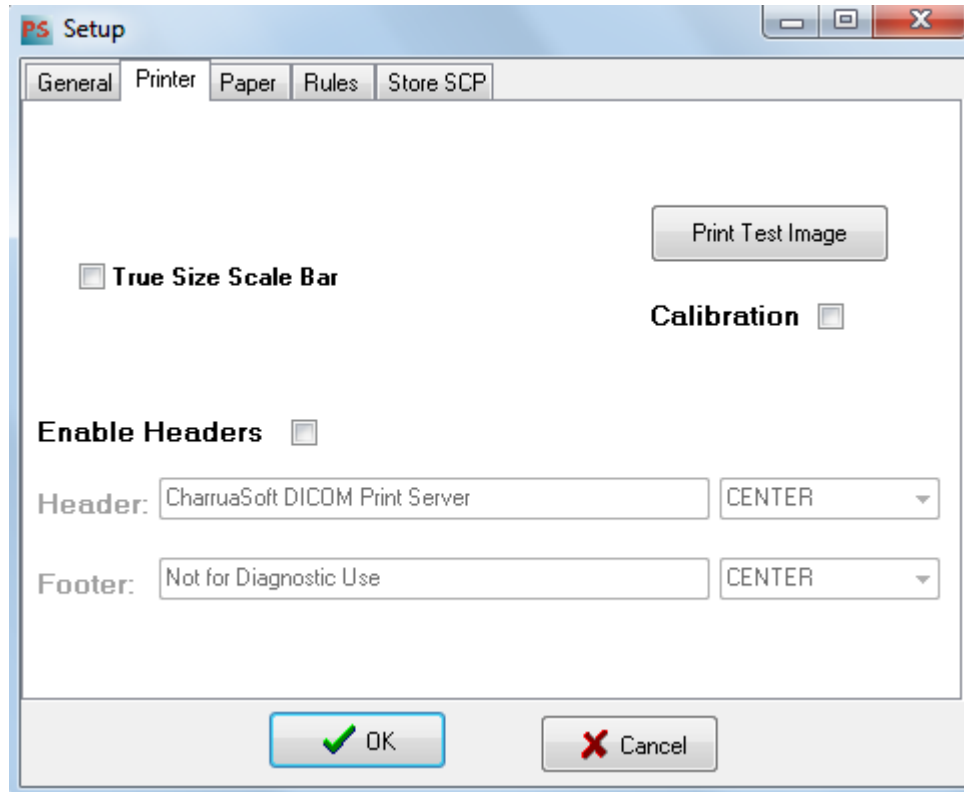 PS Setup
General Printer Paper Rules Store SCP
Print Test Image
True Size Scale Bar
Calibration
Enable Headers
Header: CharruaSoft DICOM Print Server CENTER
Footer: Not for Diagnostic Use CENTER
OK Cancel